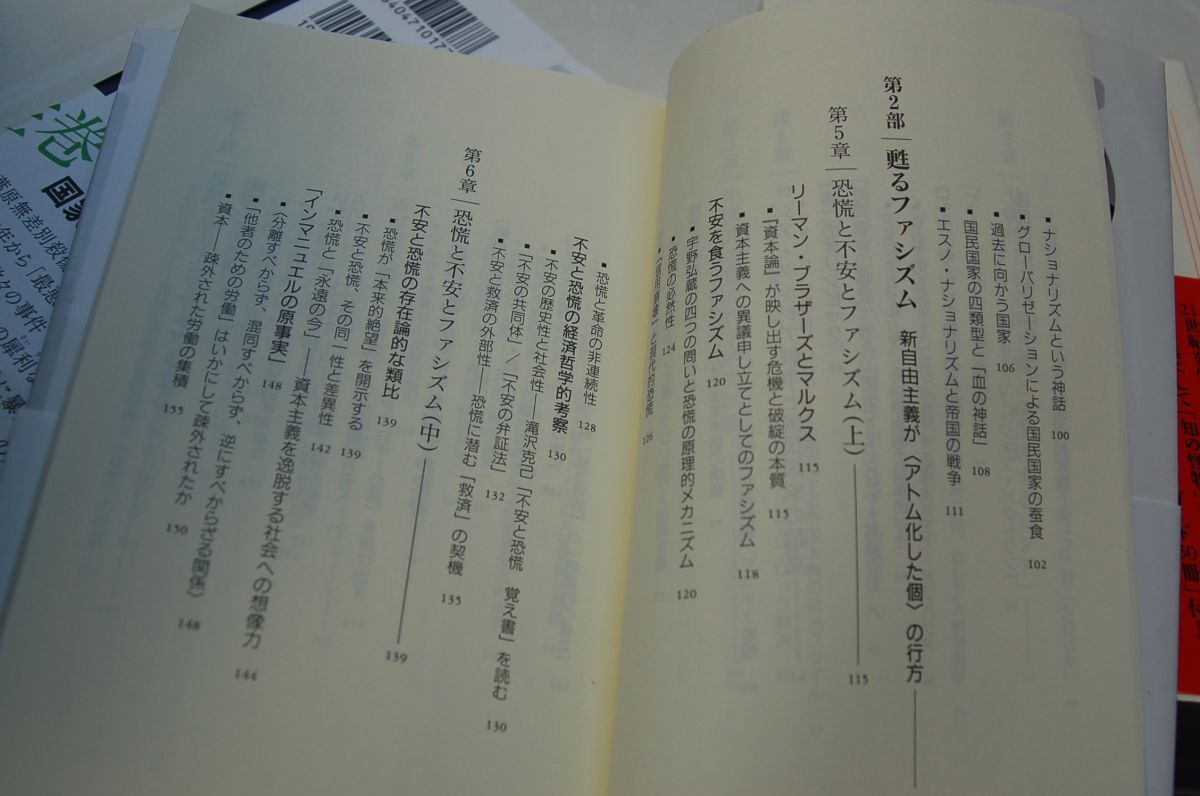 ナショナリズムという神話 100
グローバリゼーションによる国民国家の蚕食 102
過去に向かう国家 106
国民国家の四類型と「血の神話」 108
エスノ・ナショナリズムと帝国の戦争 111
第2部 甦るファシズム 新自由主義が〈アトム化した個〉の行方
第5章 恐慌と不安とファシズム(上) 115
リーマン・ブラザーズとマルクス 115
『資本論』が映し出す危機と破綻の本質 115
資本主義への異議申し立てとしてのファシズム 118
不安を食うファシズム 120
宇野弘蔵の四つの問いと恐慌の原理的メカニズム 120
恐慌の必然性 124
と現代的恐慌 126
恐慌と革命の非連続性 128
不安と恐慌の経済哲学的考察 130
不安の歴史性と社会性——滝沢克己「不安と恐慌 覚え書」を読む 130
「不安の共同体」/「不安の弁証法」 132
不安と救済の外部性——恐慌に潜む「救済」の契機 135
第6章 恐慌と不安とファシズム(中) 139
不安と恐慌の存在論的な類比 139
恐慌が「本来的絶望」を開示する 139
不安と恐慌、その同一性と差異性 142
恐慌と「永遠の今」——資本主義を逸脱する社会への想像力 144
「インマニュエルの原事実」 148
〈分離すべからず、混同すべからず、逆にすべからざる関係〉 148
「他者のための労働」はいかにして疎外されたか 150
資本——疎外された労働の集積 155
巻
国家
葉原無差別殺
年から「最悪